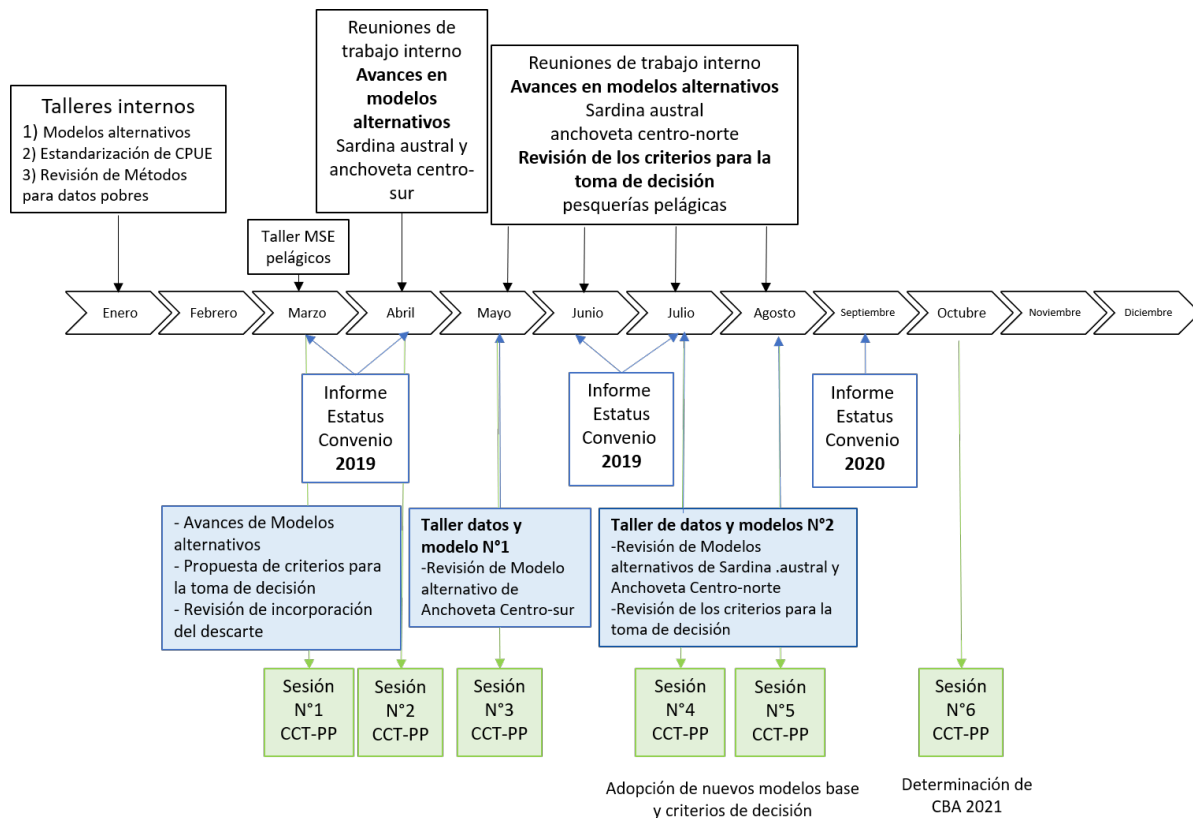 Talleres internos
1) Modelos alternativos
2) Estandarización de CPUE
3) Revisión de Métodos
para datos pobres
Reuniones de
trabajo interno
Avances en
modelos
alternativos
Sardina austral y
anchoveta centro-
sur
Reuniones de trabajo interno
Avances en modelos alternativos
Sardina austral
anchoveta centro-norte
Revisión de los criterios para la
toma de decisión
pesquerías pelágicas
Taller MSE
pelágicos
Enero
Febrero
Marzo
Abril
Mayo
Junio
Julio
Agosto
Septiembre
Octubre
Noviembre
Diciembre
Informe
Estatus
Convenio
2019
Informe
Estatus
Convenio
2019
Informe
Estatus
Convenio
2020
- Avances de Modelos
alternativos
- Propuesta de criterios para
la toma de decisión
- Revisión de incorporación
del descarte
Taller datos y
modelo N°1
-Revisión de Modelo
alternativo de
Anchoveta Centro-sur
Taller de datos y modelos N°2
-Revisión de Modelos
alternativos de Sardina .austral y
Anchoveta Centro-norte
-Revisión de los criterios para la
toma de decisión
Sesión
N°1
CCT-PP
Sesión
N°2
CCT-PP
Sesión
N°3
CCT-PP
Sesión
N°4
CCT-PP
Sesión
N°5
CCT-PP
Sesión
N°6
CCT-PP
Adopción de nuevos modelos base
y criterios de decisión
Determinación de
CBA 2021